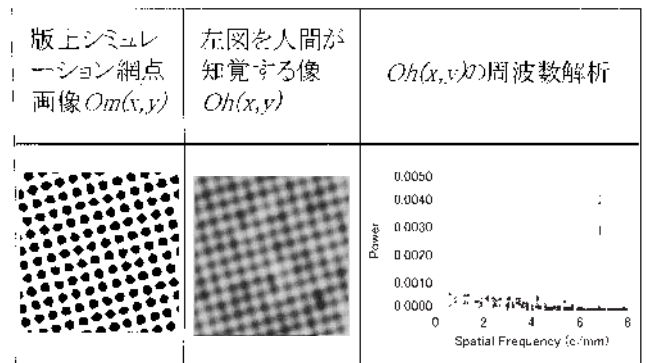 版上シミュレ
ーション網点
画像Om(x,y)
左図を人間が
知覚する像
Oh(x,y)
Oh(x,y)の周波数解析
0.0050
0.0040
0.0030
0.0020
0.0010
0.0000
Power
0 2 4 6 8
Spatial Frequency (c/mm)